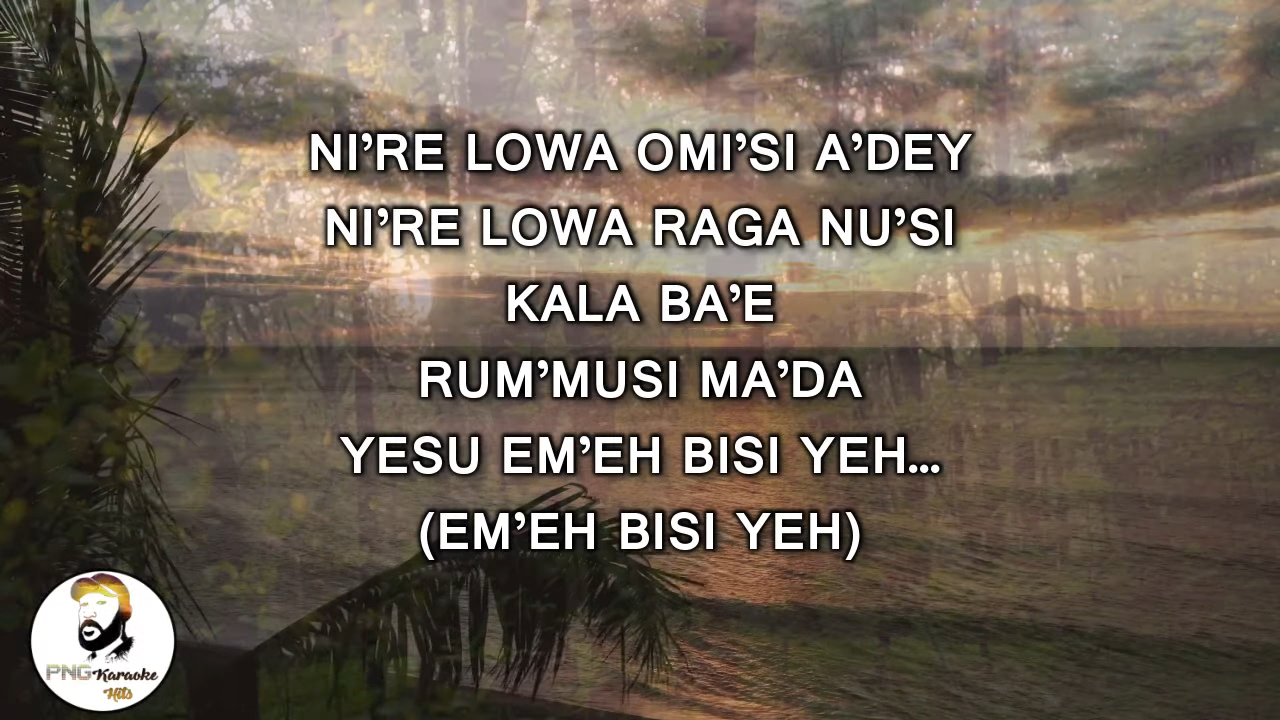 NI’RE LOWA OMI’SI A’DEY
NI’RE LOWA RAGA NU’SI
KALA BA’E
RUM’MUSI MA’DA
YESU EM’EH BISI YEH...
(EM’EH BISI YEH)
PNG Karaoke
Hits